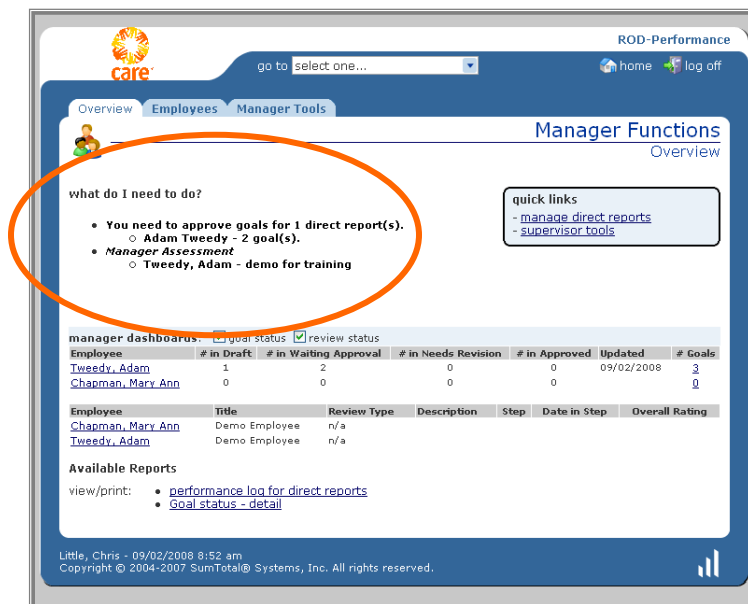 ROD-Performance
care
go to select one...
home log off
Overview Employees Manager Tools
Manager Functions
Overview
what do I need to do?
• You need to approve goals for 1 direct report(s).
○ Adam Tweedy - 2 goal(s).
• Manager Assessment
○ Tweedy, Adam - demo for training
quick links
- manage direct reports
- supervisor tools
manager dashboards: goal status review status
Employee # in Draft # in Waiting Approval # in Needs Revision # in Approved Updated # Goals
Tweedy, Adam 1 2 0 0 09/02/2008 3
Chapman, Mary Ann 0 0 0 0 0
Employee Title Review Type Description Step Date in Step Overall Rating
Chapman, Mary Ann Demo Employee n/a
Tweedy, Adam Demo Employee n/a
Available Reports
view/print: • performance log for direct reports
• Goal status - detail
Little, Chris - 09/02/2008 8:52 am
Copyright © 2004-2007 SumTotal® Systems, Inc. All rights reserved.